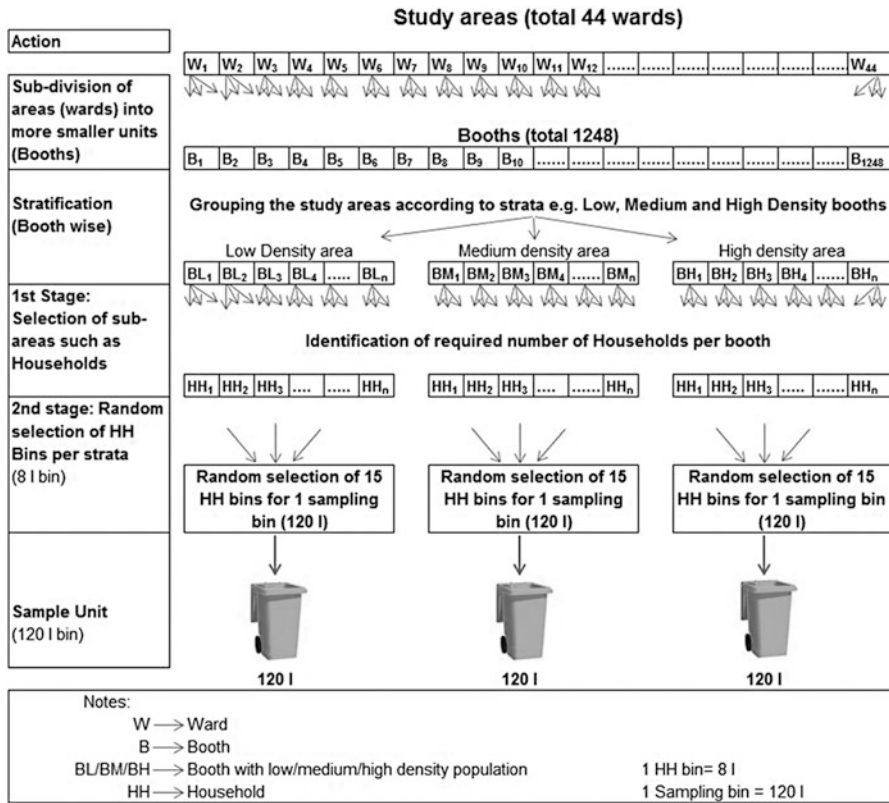 Study areas (total 44 wards)
Action
W1 W2 W3 W4 W5 W6 W7 W8 W9 W10 W11 W12 ...... ...... ...... ...... ...... ...... ...... W44
Sub-division of
areas (wards) into
more smaller units
(Booths)
Booths (total 1248)
B1 B2 B3 B4 B5 B6 B7 B8 B9 B10 ...... ...... ...... ...... ...... ...... ...... ...... ...... B1248
Stratification
(Booth wise)
Grouping the study areas according to strata e.g. Low, Medium and High Density booths
Low Density area Medium density area High density area
BL1 BL2 BL3 BL4 ..... BLn BM1 BM2 BM3 BM4 ...... BMn BH1 BH2 BH3 BH4 ...... BHn
1st Stage:
Selection of sub-
areas such as
Households
Identification of required number of Households per booth
HH1 HH2 HH3 .... ..... HHn HH1 HH2 HH3 .... ...... HHn HH1 HH2 HH3 ..... ...... HHn
2nd stage: Random
selection of HH
Bins per strata
(8 l bin)
Random selection of 15
HH bins for 1 sampling
bin (120 l)
Random selection of 15
HH bins for 1 sampling
bin (120 l)
Random selection of 15
HH bins for 1 sampling bin
(120 l)
Sample Unit
(120 l bin)
120 l 120 l 120 l
Notes:
W → Ward
B → Booth
BL/BM/BH → Booth with low/medium/high density population 1 HH bin= 8 l
HH → Household 1 Sampling bin = 120 l